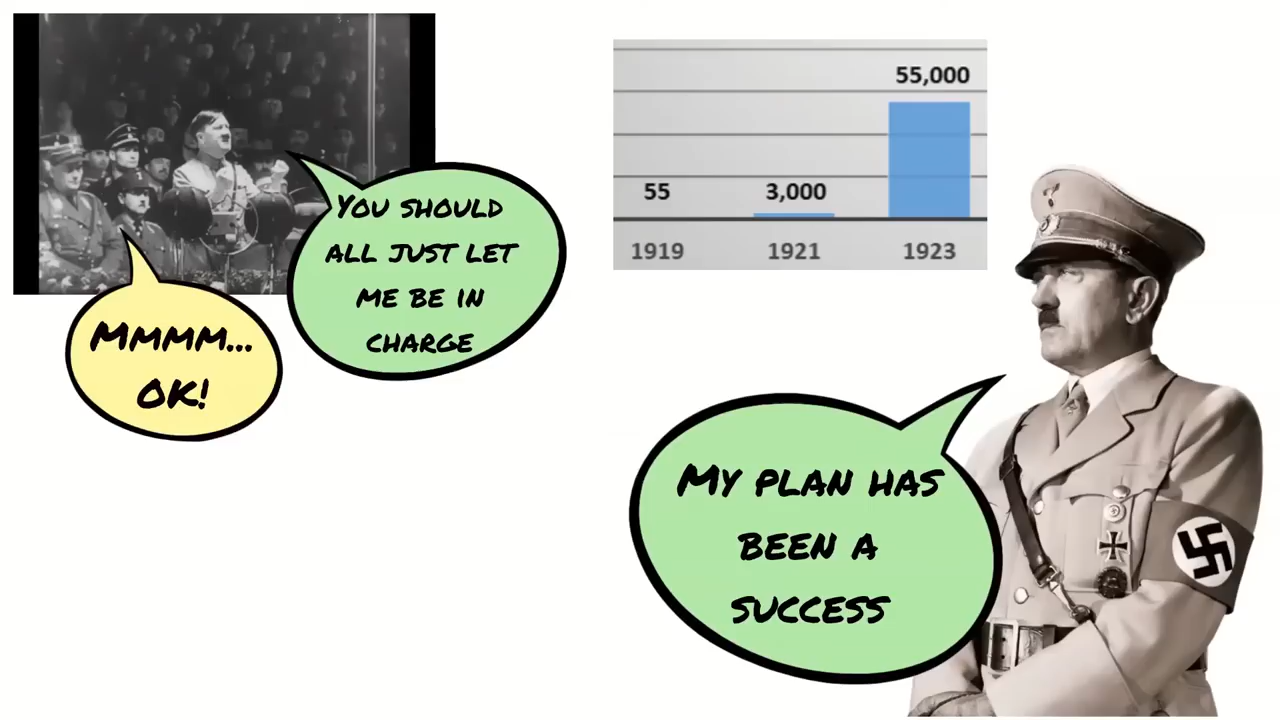 You should
all just let
me be in
charge
Mmmm...
OK!
55,000
55
3,000
1919
1921
1923
My plan has
been a
success